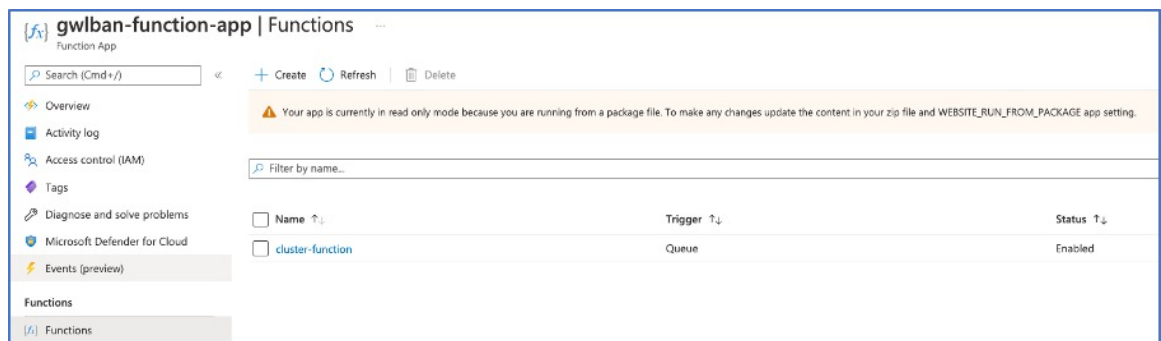 gwlban-function-app | Functions ...
Function App
Search (Cmd+/)
«
Create Refresh Delete
Overview
Activity log
Access control (IAM)
Tags
Diagnose and solve problems
Microsoft Defender for Cloud
Events (preview)
Functions
Functions
Your app is currently in read only mode because you are running from a package file. To make any changes update the content in your zip file and WEBSITE_RUN_FROM_PACKAGE app setting.
Filter by name...
Name ↑↓ Trigger ↑↓ Status ↑↓
cluster-function Queue Enabled